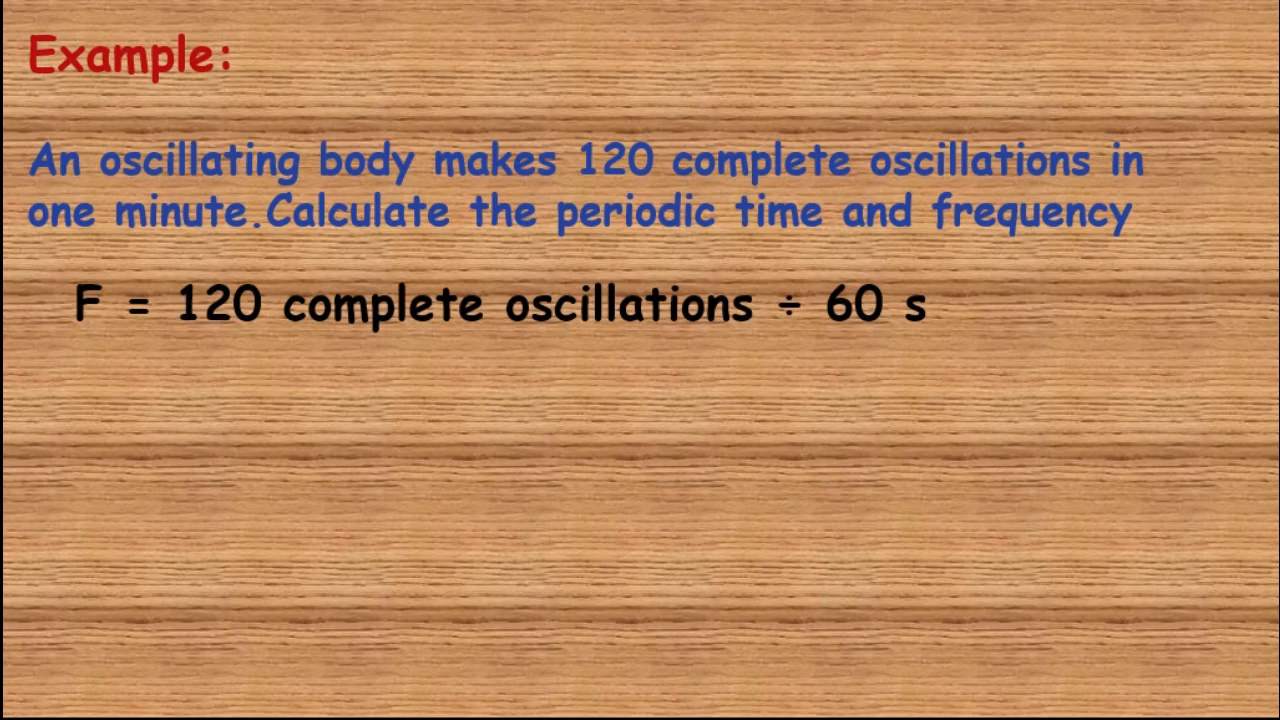 Example:
An oscillating body makes 120 complete oscillations in
one minute.Calculate the periodic time and frequency
F = 120 complete oscillations ÷ 60 s